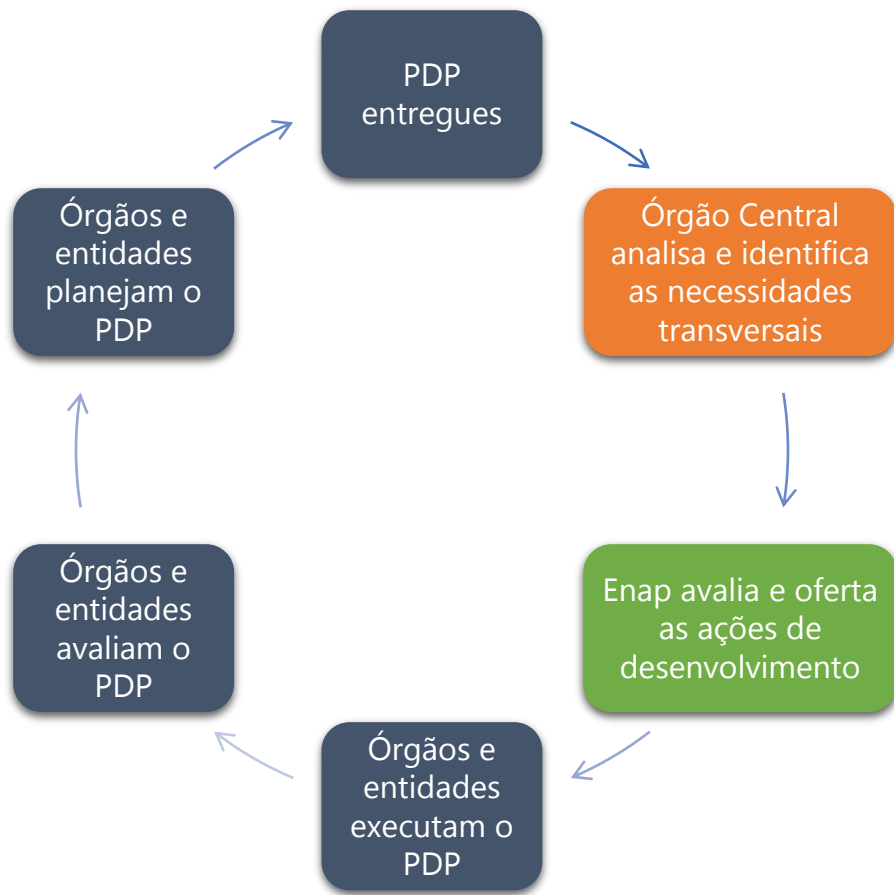 PDP
entregues
Órgão Central
analisa e identifica
as necessidades
transversais
Enap avalia e oferta
as ações de
desenvolvimento
Órgãos e
entidades
executam o
PDP
Órgãos e
entidades
avaliam o
PDP
Órgãos e
entidades
planejam o
PDP